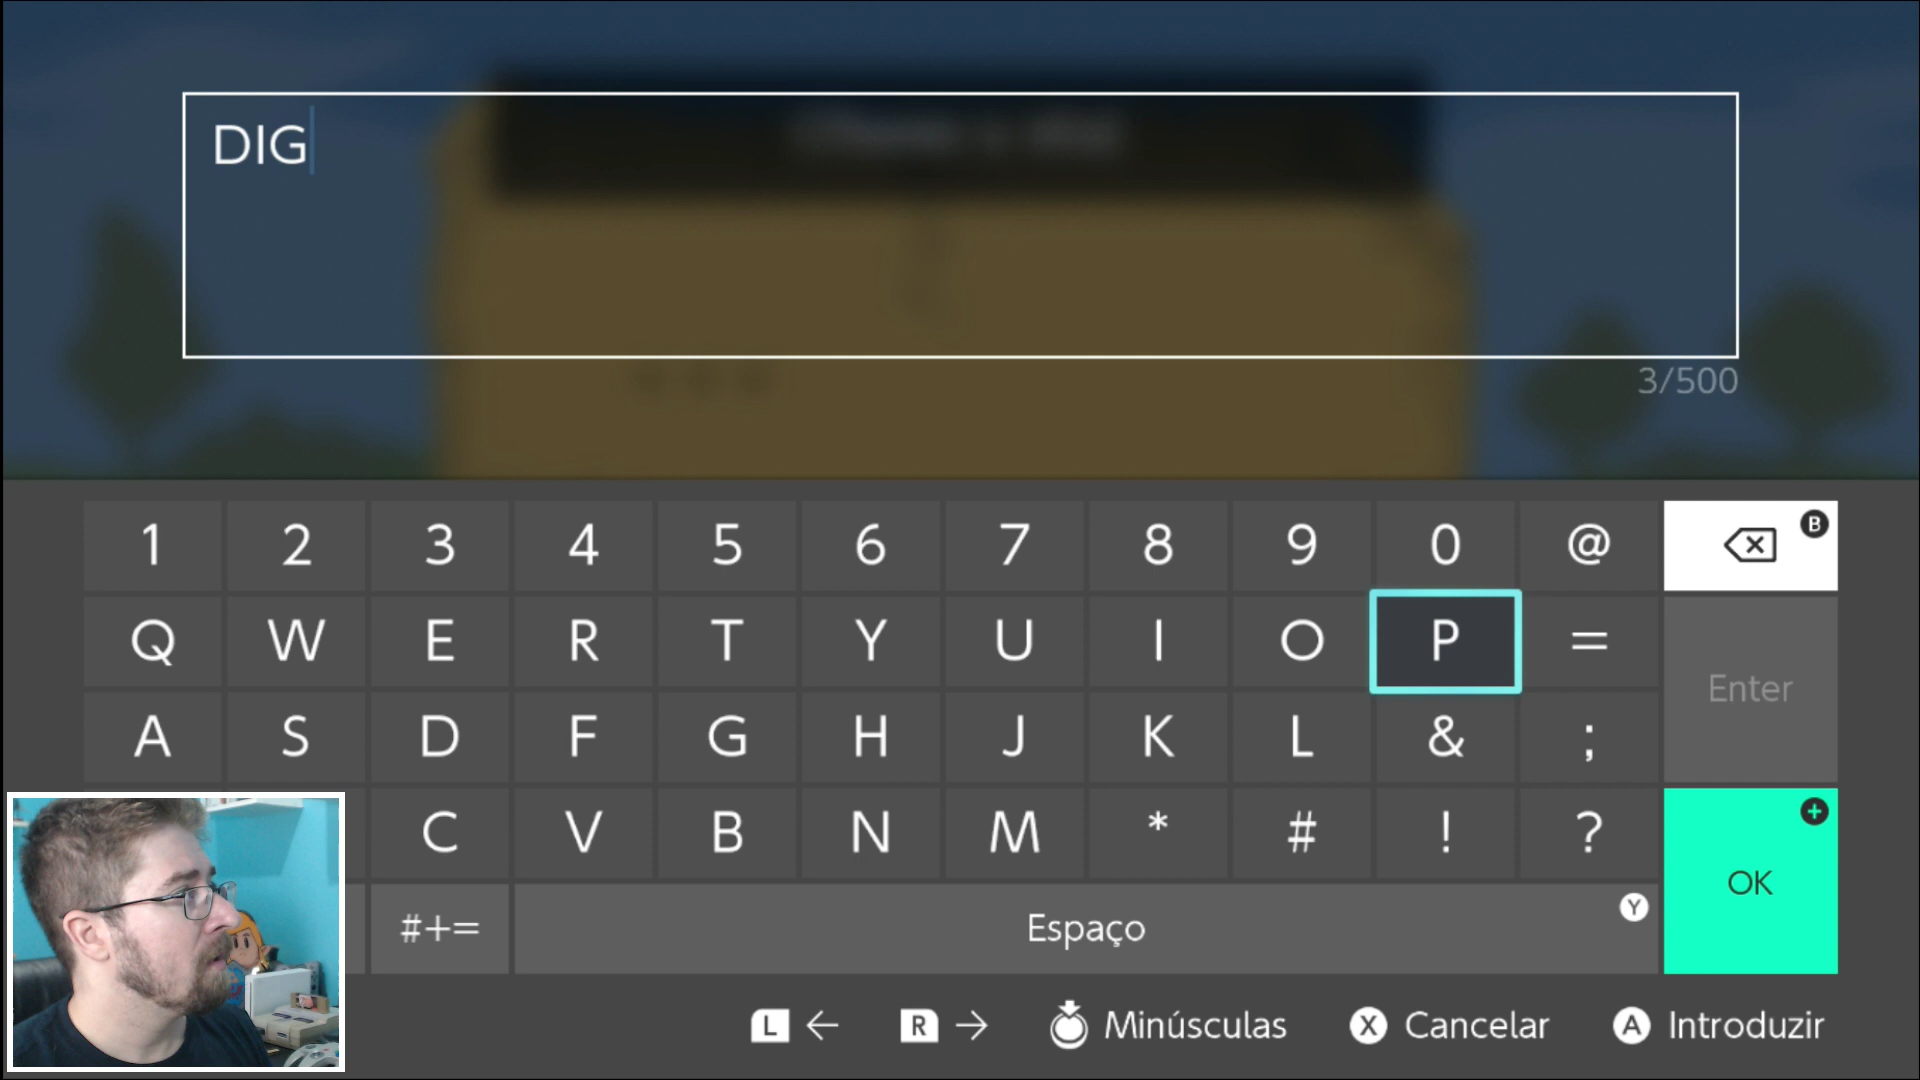 DIG
3/500
1 2 3 4 5 6 7 8 9 0 @ B
Q W E R T Y U I O P = Enter
A S D F G H J K L & ;
C V B N M * # ! ? + OK
#+= Espaço Y
L ← R → Minúsculas X Cancelar A Introduzir